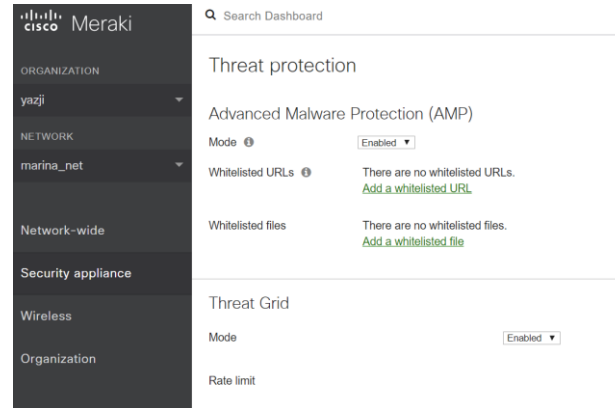 cisco Meraki
Search Dashboard
ORGANIZATION
yazji
NETWORK
marina_net
Network-wide
Security appliance
Wireless
Organization
Threat protection
Advanced Malware Protection (AMP)
Mode i Enabled
Whitelisted URLs i There are no whitelisted URLs.
Add a whitelisted URL
Whitelisted files There are no whitelisted files.
Add a whitelisted file
Threat Grid
Mode Enabled
Rate limit